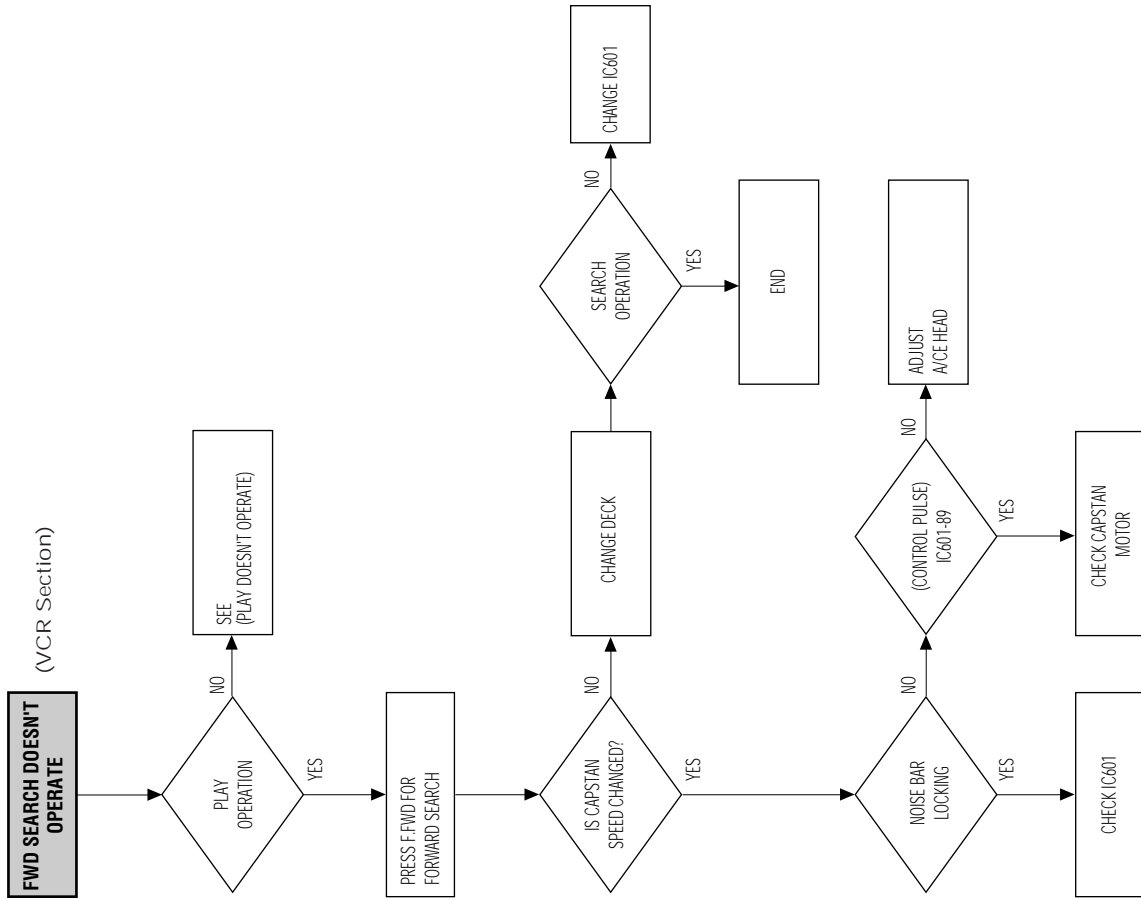 FWD SEARCH DOESN'T
OPERATE
(VCR Section)
PLAY
OPERATION
NO
SEE
(PLAY DOESN'T OPERATE)
YES
PRESS F.FWD FOR
FORWARD SEARCH
IS CAPSTAN
SPEED CHANGED?
NO
CHANGE DECK
SEARCH
OPERATION
NO
CHANGE IC601
YES
END
YES
NOISE BAR
LOCKING
NO
(CONTROL PULSE)
IC601-89
NO
ADJUST
A/CE HEAD
YES
CHECK CAPSTAN
MOTOR
YES
CHECK IC601